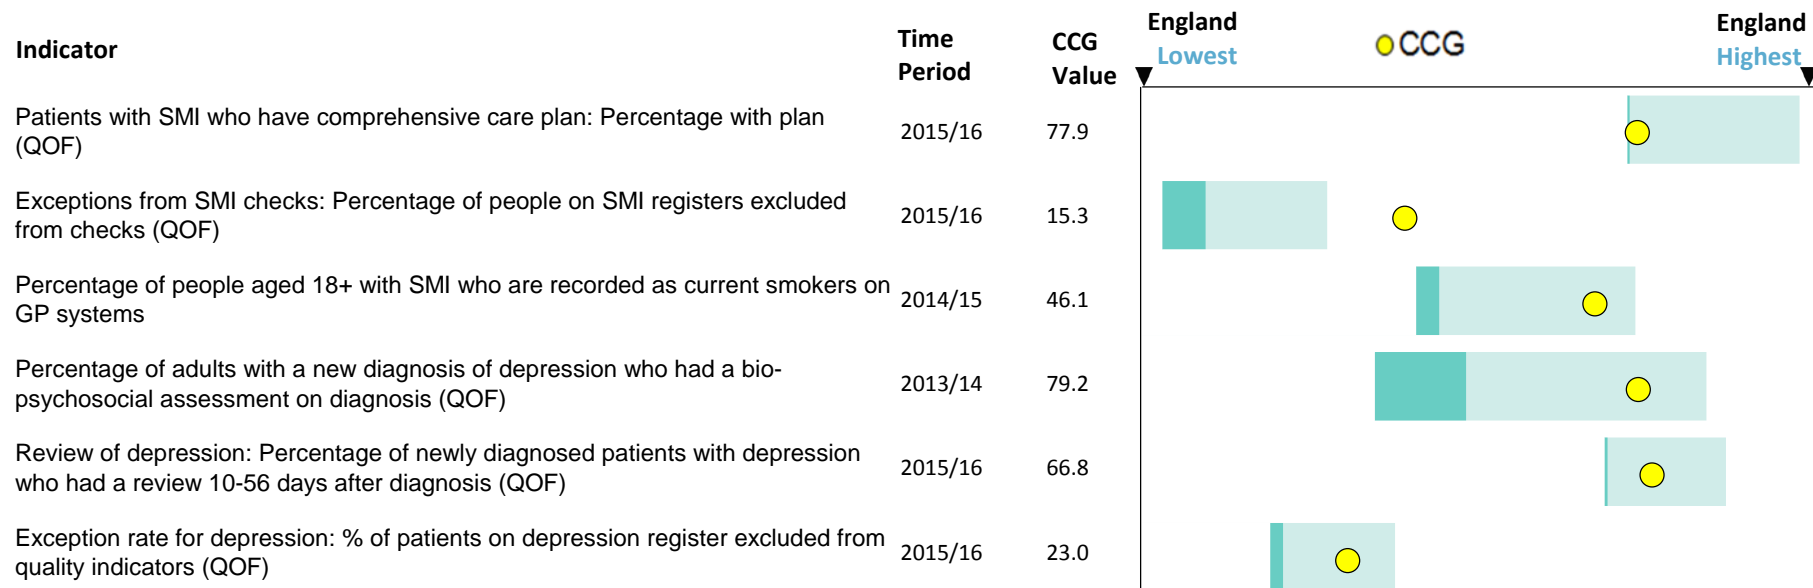 Indicator
Time
Period
CCG
Value
England
Lowest
CCG
England
Highest
Patients with SMI who have comprehensive care plan: Percentage with plan
(QOF)
2015/16
77.9
Exceptions from SMI checks: Percentage of people on SMI registers excluded
from checks (QOF)
2015/16
15.3
Percentage of people aged 18+ with SMI who are recorded as current smokers on
GP systems
2014/15
46.1
Percentage of adults with a new diagnosis of depression who had a bio-
psychosocial assessment on diagnosis (QOF)
2013/14
79.2
Review of depression: Percentage of newly diagnosed patients with depression
who had a review 10-56 days after diagnosis (QOF)
2015/16
66.8
Exception rate for depression: % of patients on depression register excluded from
quality indicators (QOF)
2015/16
23.0